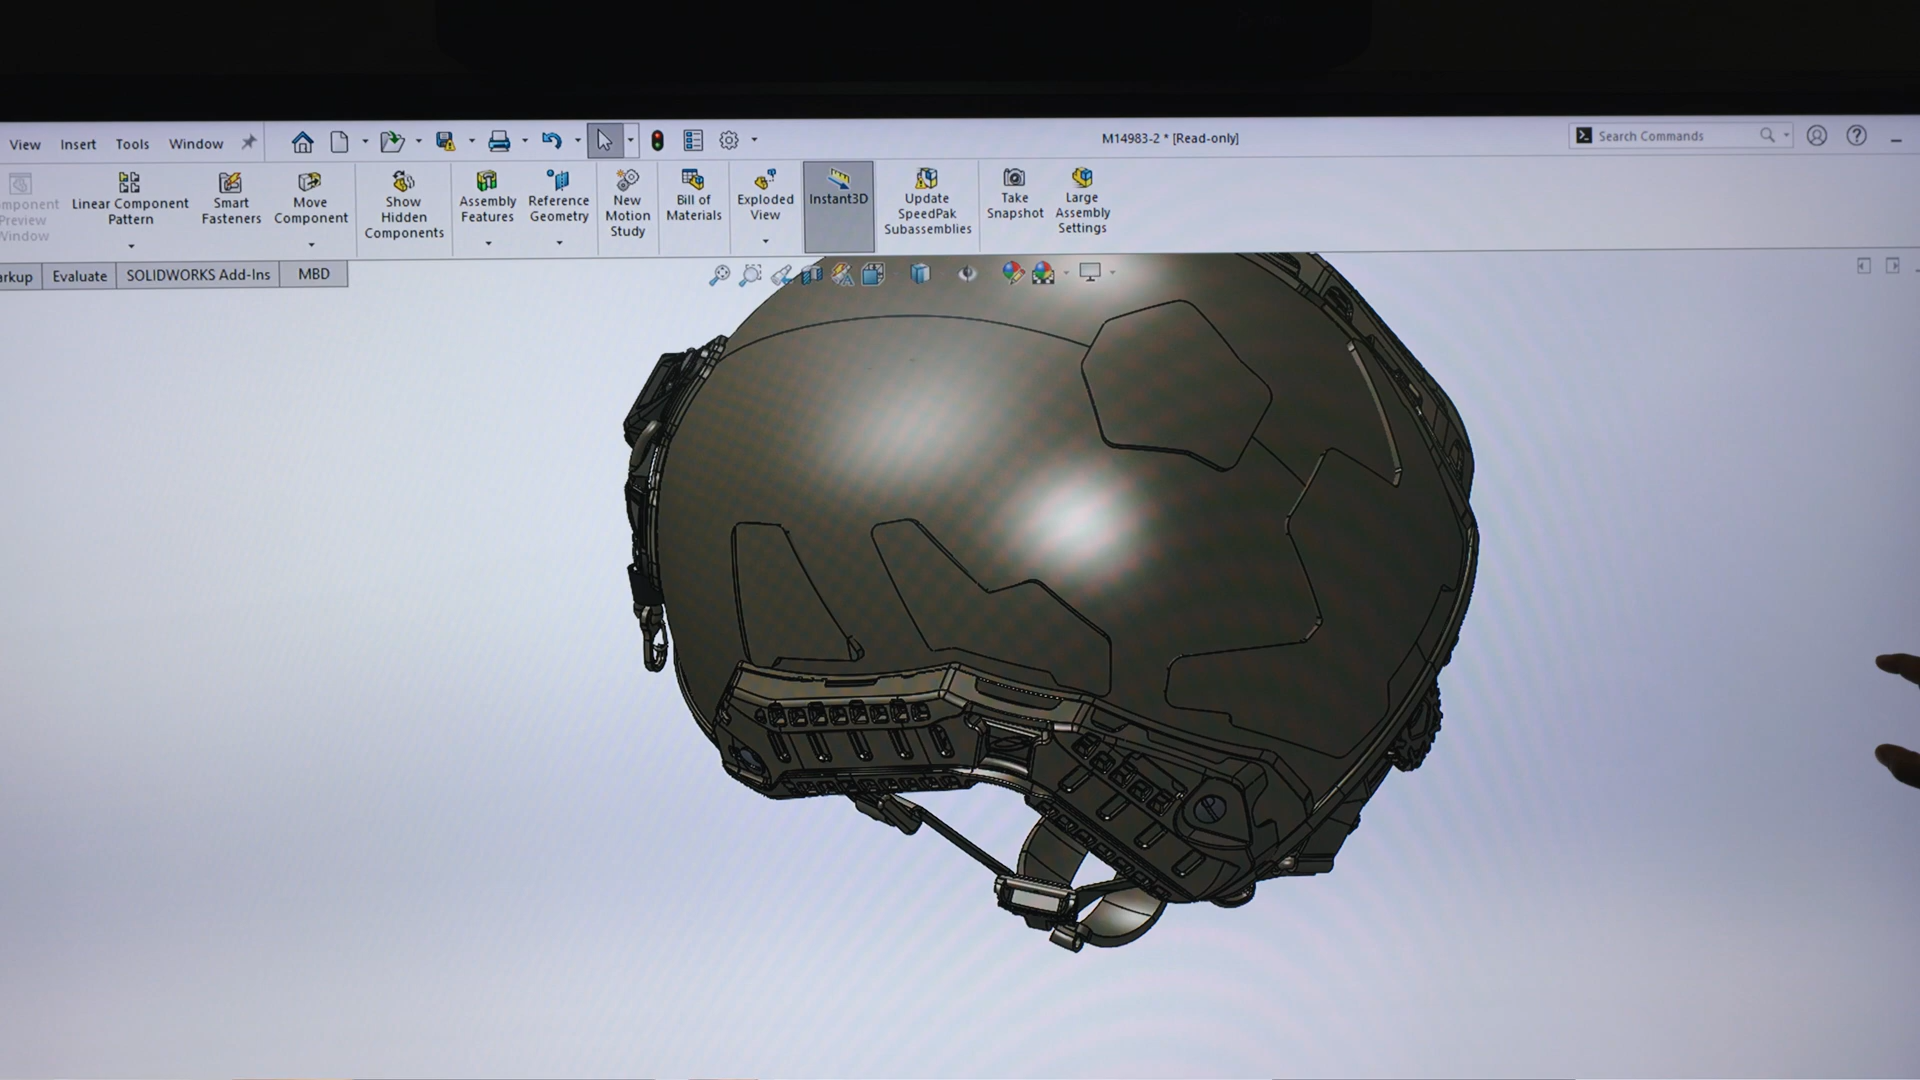 View Insert Tools Window
M14983-2 * [Read-only]
Search Commands
mponent
Preview
Window
Linear Component
Pattern
Smart
Fasteners
Move
Component
Show
Hidden
Components
Assembly
Features
Reference
Geometry
New
Motion
Study
Bill of
Materials
Exploded
View
Instant3D
Update
SpeedPak
Subassemblies
Take
Snapshot
Large
Assembly
Settings
arkup
Evaluate
SOLIDWORKS Add-Ins
MBD